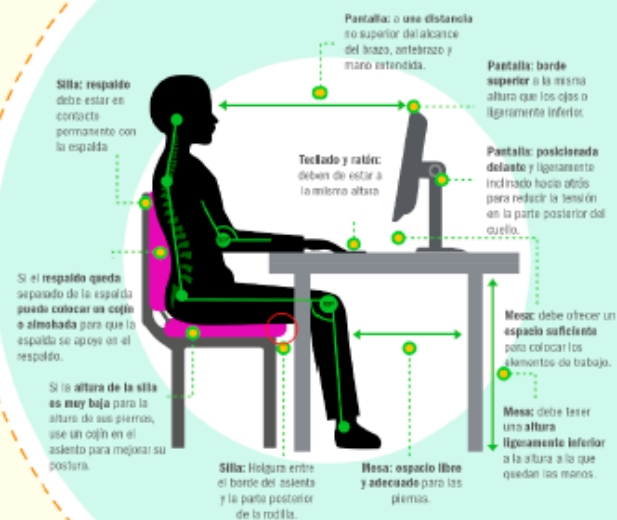 Pantalla: a una distancia
no superior del alcance
del brazo, antebrazo y
mano extendida.
Silla: respaldo
debe estar en
contacto
permanente con
la espalda
Pantalla: borde
superior a la misma
altura que los ojos o
ligeramente inferior.
Teclado y ratón:
deben de estar a
la misma altura
Pantalla: posicionada
delante y ligeramente
inclinado hacia atrás
para reducir la tensión
en la parte posterior del
cuello.
Si el respaldo queda
separado de la espalda
puede colocar un cojín
o almohada para que la
espalda se apoye en el
respaldo.
Mesa: debe ofrecer un
espacio suficiente
para colocar los
elementos de trabajo.
Si la altura de la silla
es muy baja para la
altura de sus piernas,
use un cojín en el
asiento para mejorar su
postura.
Mesa: debe tener
una altura
ligeramente inferior
a la altura a la que
quedan las manos.
Silla: Holgura entre
el borde del asiento
y la parte posterior
de la rodilla.
Mesa: espacio libre
y adecuado para las
piernas.